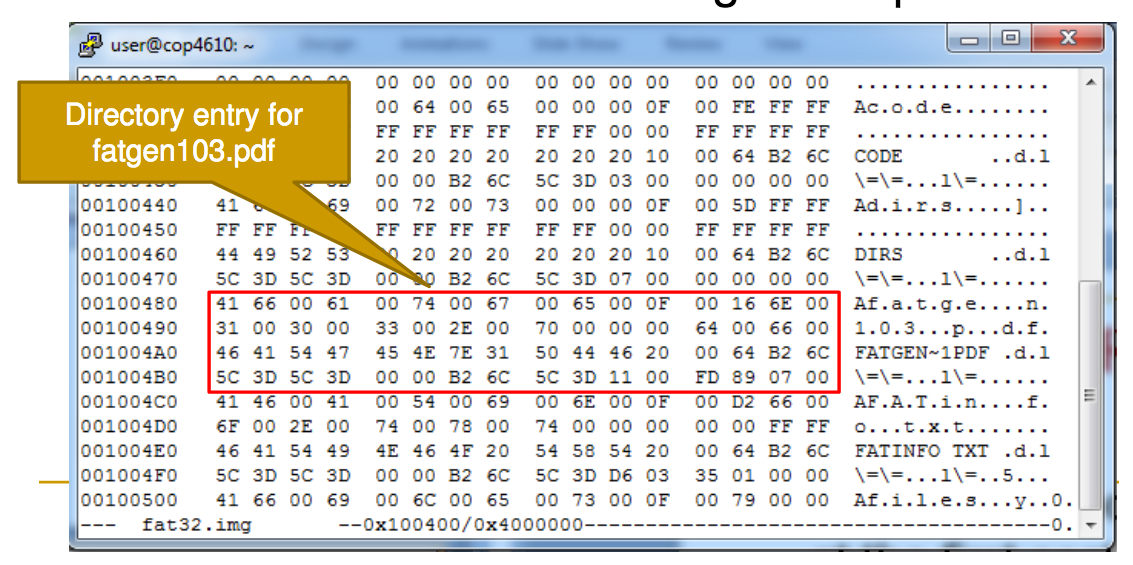 user@cop4610: ~
001003F0 00 00 00 00 00 00 00 00 00 00 00 00 00 00 00 00 ................
Directory entry for
fatgen103.pdf
00 64 00 65 00 00 00 0F 00 FE FF FF Ac.o.d.e........
FF FF FF FF FF FF 00 00 FF FF FF FF ................
20 20 20 20 20 20 20 10 00 64 B2 6C CODE ..d.l
00 00 B2 6C 5C 3D 03 00 00 00 00 00 \=\=...l\=......
00100440 41 69 00 72 00 73 00 00 00 0F 00 5D FF FF Ad.i.r.s.....]..
00100450 FF FF FF FF FF FF FF FF 00 00 FF FF FF FF ................
00100460 44 49 52 53 20 20 20 20 20 20 10 00 64 B2 6C DIRS ..d.l
00100470 5C 3D 5C 3D 00 00 B2 6C 5C 3D 07 00 00 00 00 00 \=\=...l\=......
00100480 41 66 00 61 00 74 00 67 00 65 00 0F 00 16 6E 00 Af.a.t.g.e....n.
00100490 31 00 30 00 33 00 2E 00 70 00 00 00 64 00 66 00 1.0.3...p...d.f.
001004A0 46 41 54 47 45 4E 7E 31 50 44 46 20 00 64 B2 6C FATGEN~1PDF .d.l
001004B0 5C 3D 5C 3D 00 00 B2 6C 5C 3D 11 00 FD 89 07 00 \=\=...l\=......
001004C0 41 46 00 41 00 54 00 69 00 6E 00 0F 00 D2 66 00 AF.A.T.i.n....f.
001004D0 6F 00 2E 00 74 00 78 00 74 00 00 00 00 00 FF FF o...t.x.t.......
001004E0 46 41 54 49 4E 46 4F 20 54 58 54 20 00 64 B2 6C FATINFO TXT .d.l
001004F0 5C 3D 5C 3D 00 00 B2 6C 5C 3D D6 03 35 01 00 00 \=\=...l\=..5...
00100500 41 66 00 69 00 6C 00 65 00 73 00 0F 00 79 00 00 Af.i.l.e.s...y..0.
--- fat32.img --0x100400/0x4000000---------------------------------------------0.